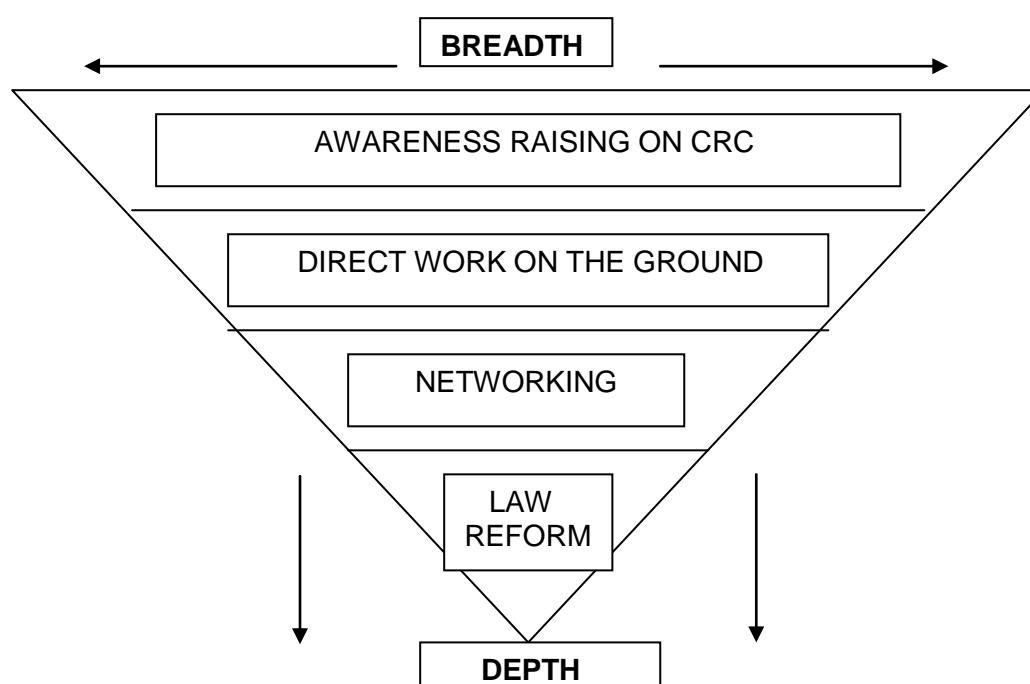 BREADTH
AWARENESS RAISING ON CRC
DIRECT WORK ON THE GROUND
NETWORKING
LAW
REFORM
DEPTH